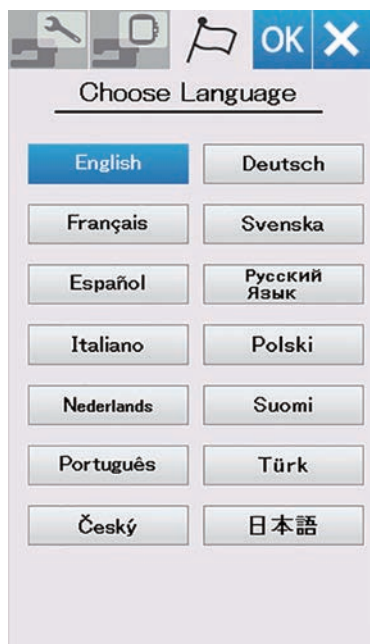 OK
Choose Language
English
Deutsch
Français
Svenska
Español
Русский
Язык
Italiano
Polski
Nederlands
Suomi
Português
Türk
Český
日本語